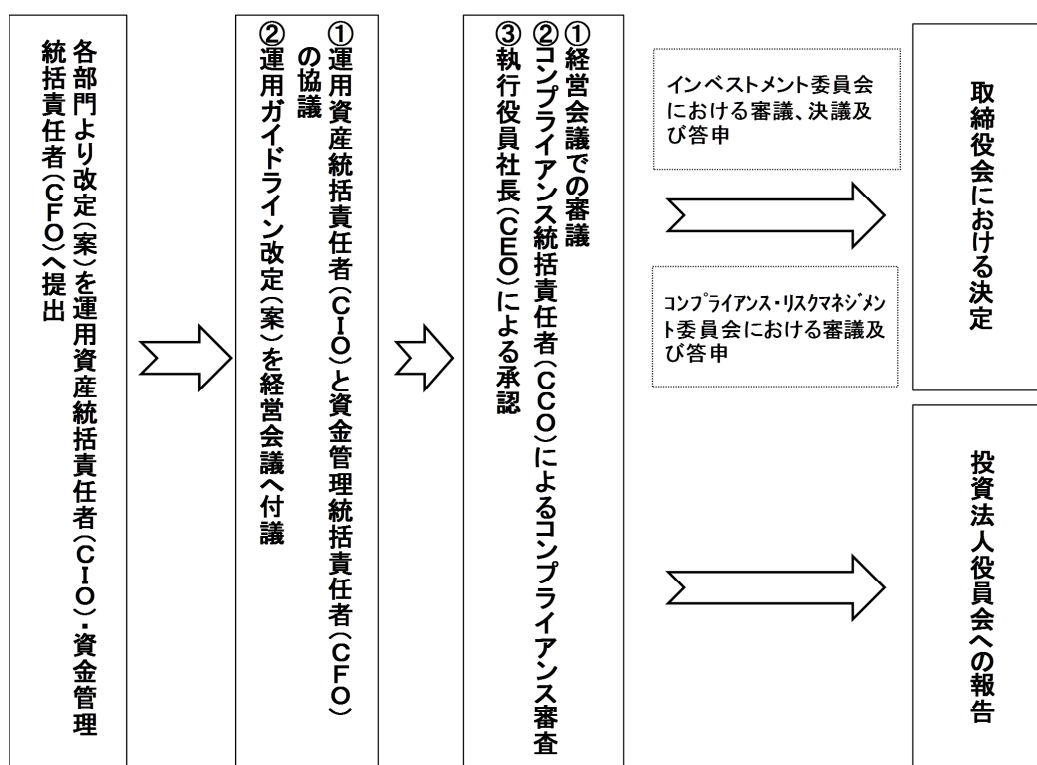 各部門より改定(案)を運用資産統括責任者(CIO)・資金管理
統括責任者(CFO)へ提出
①運用資産統括責任者(CIO)と資金管理統括責任者(CFO)
の協議
②運用ガイドライン改定(案)を経営会議へ付議
①経営会議での審議
②コンプライアンス統括責任者(CCO)によるコンプライアンス審査
③執行役員社長(CEO)による承認
インベストメント委員会
における審議、決議及
び答申
コンプライアンス・リスクマネジメン
ト委員会における審議及
び答申
取締役会における決定
投資法人役員会への報告